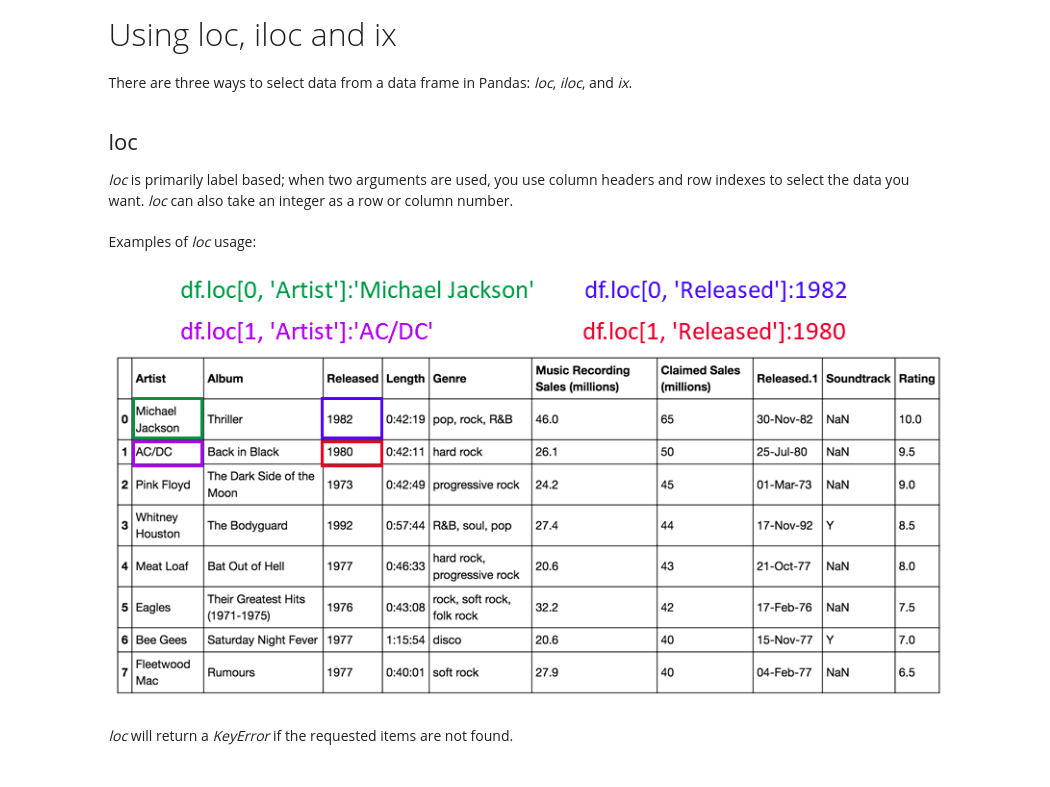 Using loc, iloc and ix
There are three ways to select data from a data frame in Pandas: loc, iloc, and ix.
loc
loc is primarily label based; when two arguments are used, you use column headers and row indexes to select the data you
want. loc can also take an integer as a row or column number.
Examples of loc usage:
df.loc[0, 'Artist']:'Michael Jackson' df.loc[0, 'Released']:1982
df.loc[1, 'Artist']:'AC/DC' df.loc[1, 'Released']:1980
Artist Album Released Length Genre Music Recording Sales (millions) Claimed Sales (millions) Released.1 Soundtrack Rating
0 Michael Jackson Thriller 1982 0:42:19 pop, rock, R&B 46.0 65 30-Nov-82 NaN 10.0
1 AC/DC Back in Black 1980 0:42:11 hard rock 26.1 50 25-Jul-80 NaN 9.5
2 Pink Floyd The Dark Side of the Moon 1973 0:42:49 progressive rock 24.2 45 01-Mar-73 NaN 9.0
3 Whitney Houston The Bodyguard 1992 0:57:44 R&B, soul, pop 27.4 44 17-Nov-92 Y 8.5
4 Meat Loaf Bat Out of Hell 1977 0:46:33 hard rock, progressive rock 20.6 43 21-Oct-77 NaN 8.0
5 Eagles Their Greatest Hits (1971-1975) 1976 0:43:08 rock, soft rock, folk rock 32.2 42 17-Feb-76 NaN 7.5
6 Bee Gees Saturday Night Fever 1977 1:15:54 disco 20.6 40 15-Nov-77 Y 7.0
7 Fleetwood Mac Rumours 1977 0:40:01 soft rock 27.9 40 04-Feb-77 NaN 6.5
loc will return a KeyError if the requested items are not found.